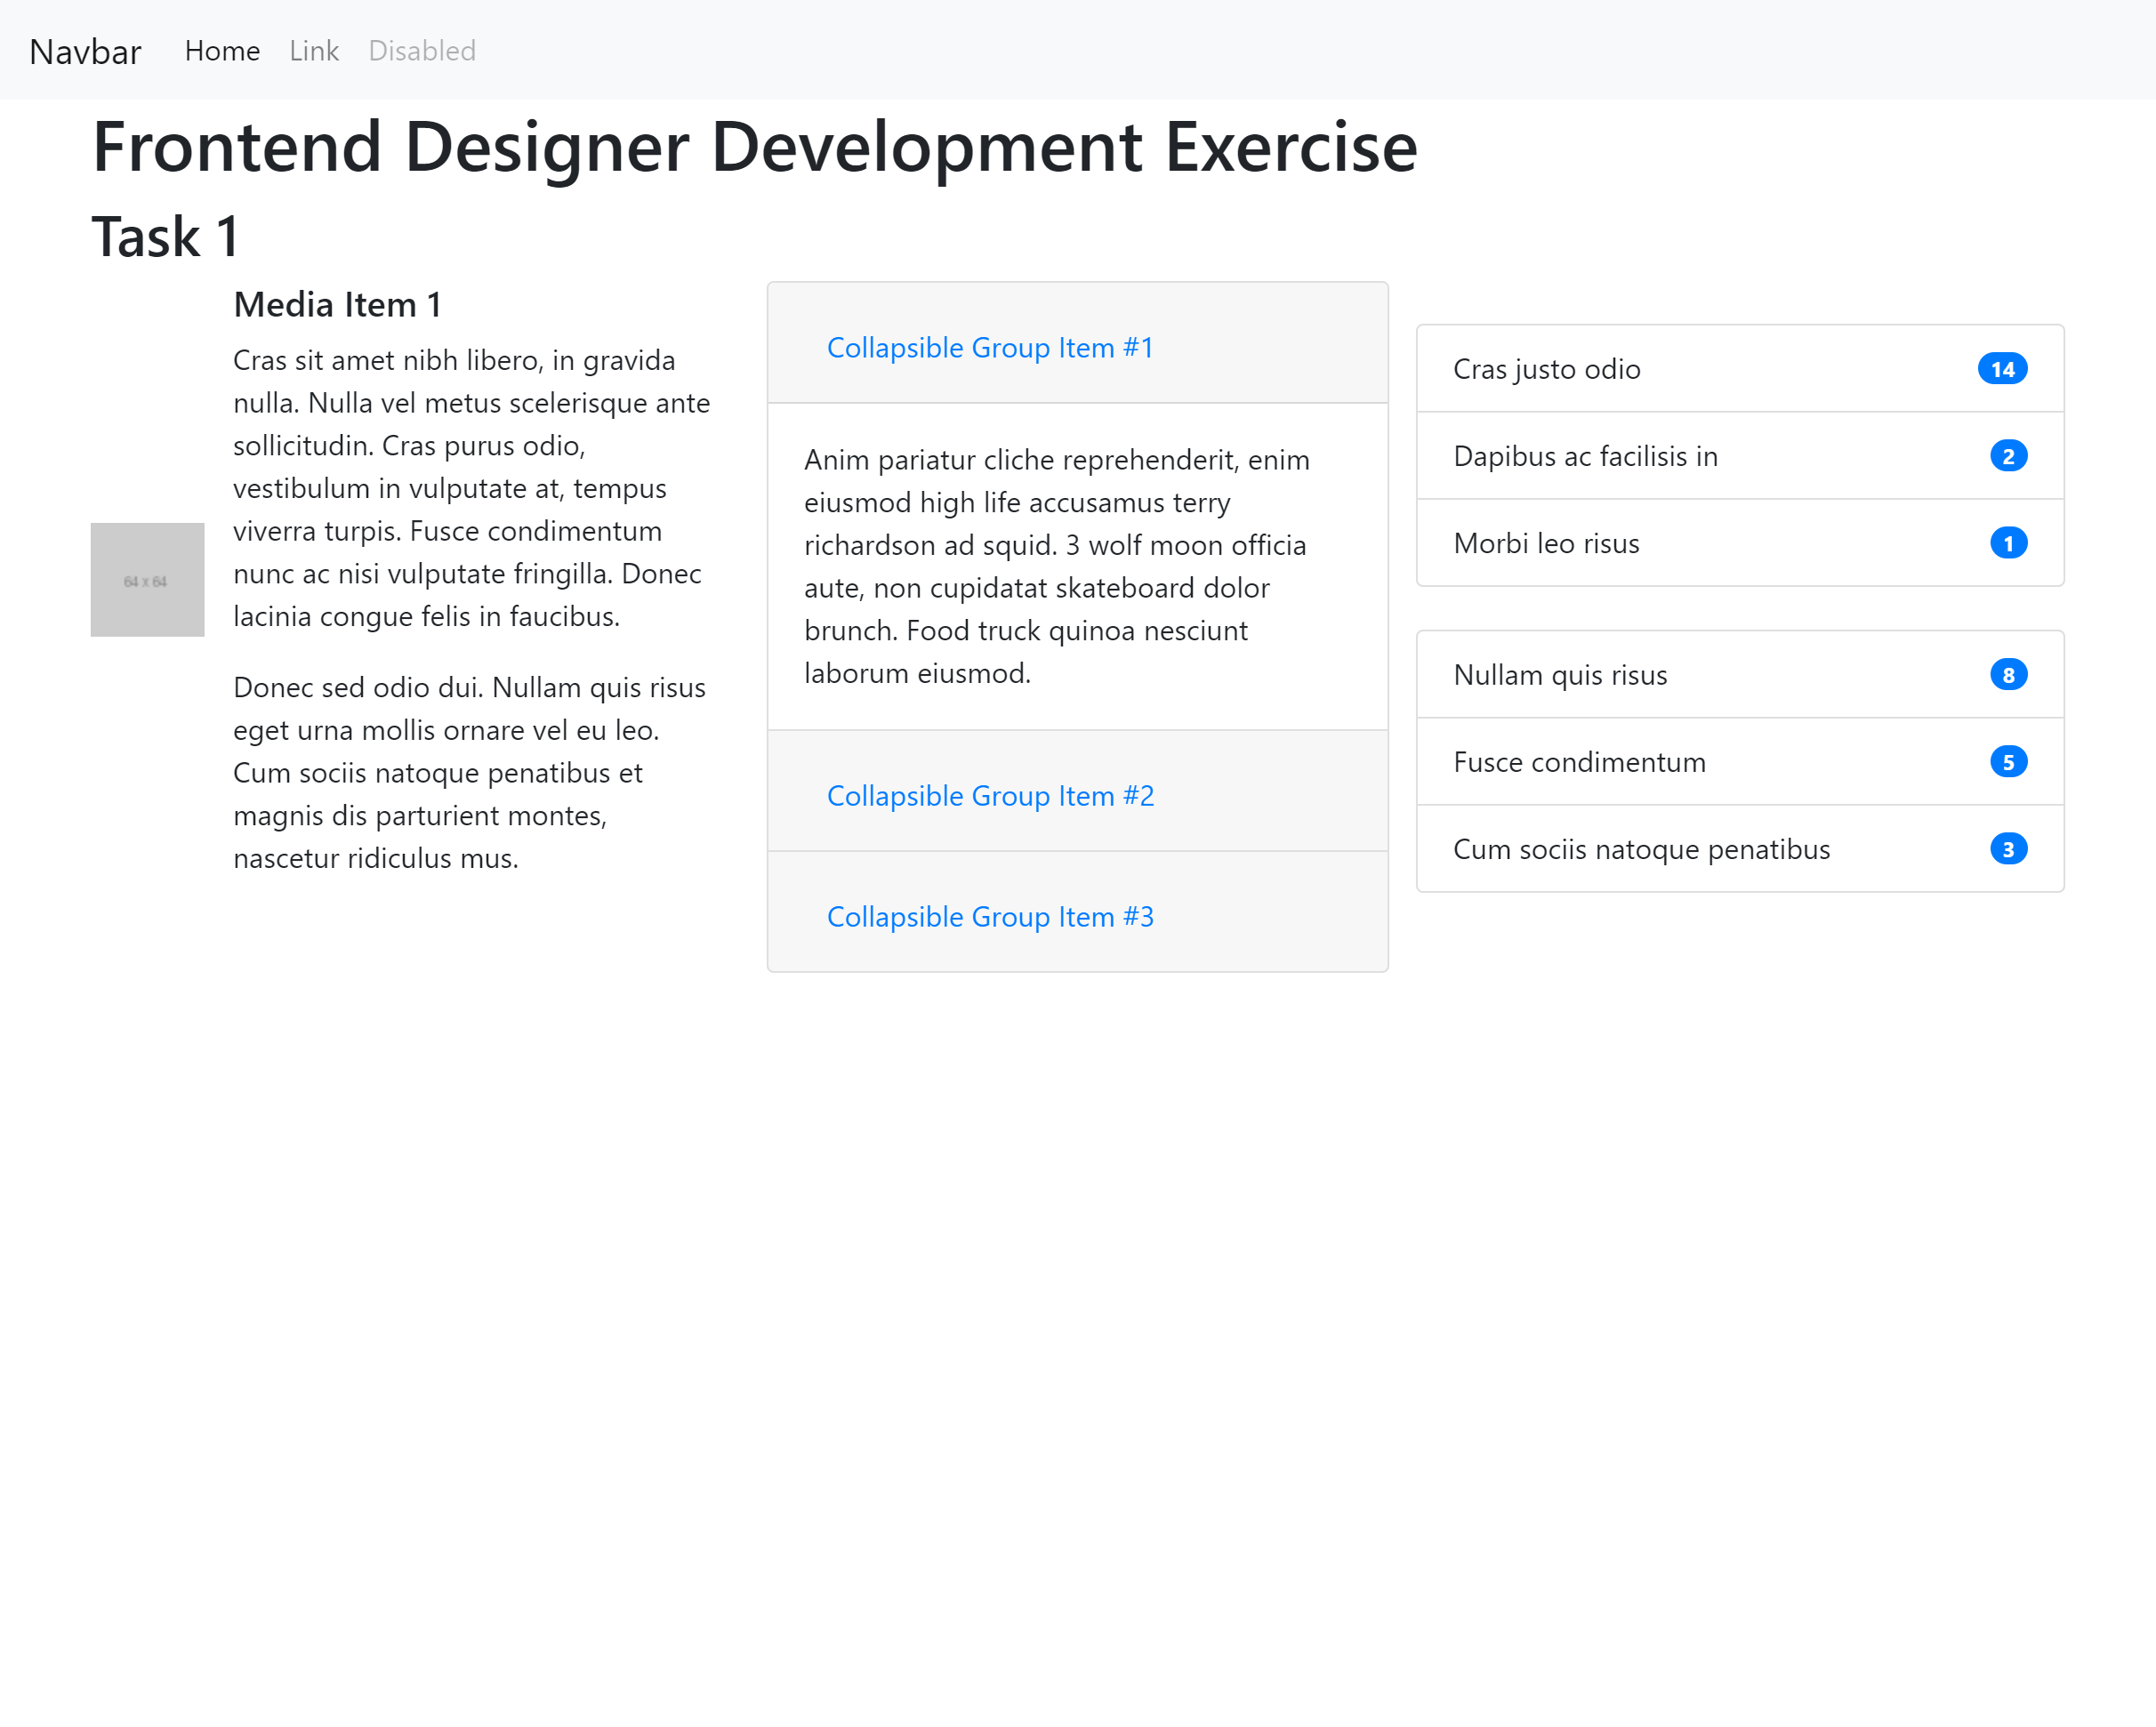 Navbar Home Link Disabled
Frontend Designer Development Exercise
Task 1
64 x 64
Media Item 1
Cras sit amet nibh libero, in gravida
nulla. Nulla vel metus scelerisque ante
sollicitudin. Cras purus odio,
vestibulum in vulputate at, tempus
viverra turpis. Fusce condimentum
nunc ac nisi vulputate fringilla. Donec
lacinia congue felis in faucibus.
Donec sed odio dui. Nullam quis risus
eget urna mollis ornare vel eu leo.
Cum sociis natoque penatibus et
magnis dis parturient montes,
nascetur ridiculus mus.
Collapsible Group Item #1
Anim pariatur cliche reprehenderit, enim
eiusmod high life accusamus terry
richardson ad squid. 3 wolf moon officia
aute, non cupidatat skateboard dolor
brunch. Food truck quinoa nesciunt
laborum eiusmod.
Collapsible Group Item #2
Collapsible Group Item #3
Cras justo odio 14
Dapibus ac facilisis in 2
Morbi leo risus 1
Nullam quis risus 8
Fusce condimentum 5
Cum sociis natoque penatibus 3